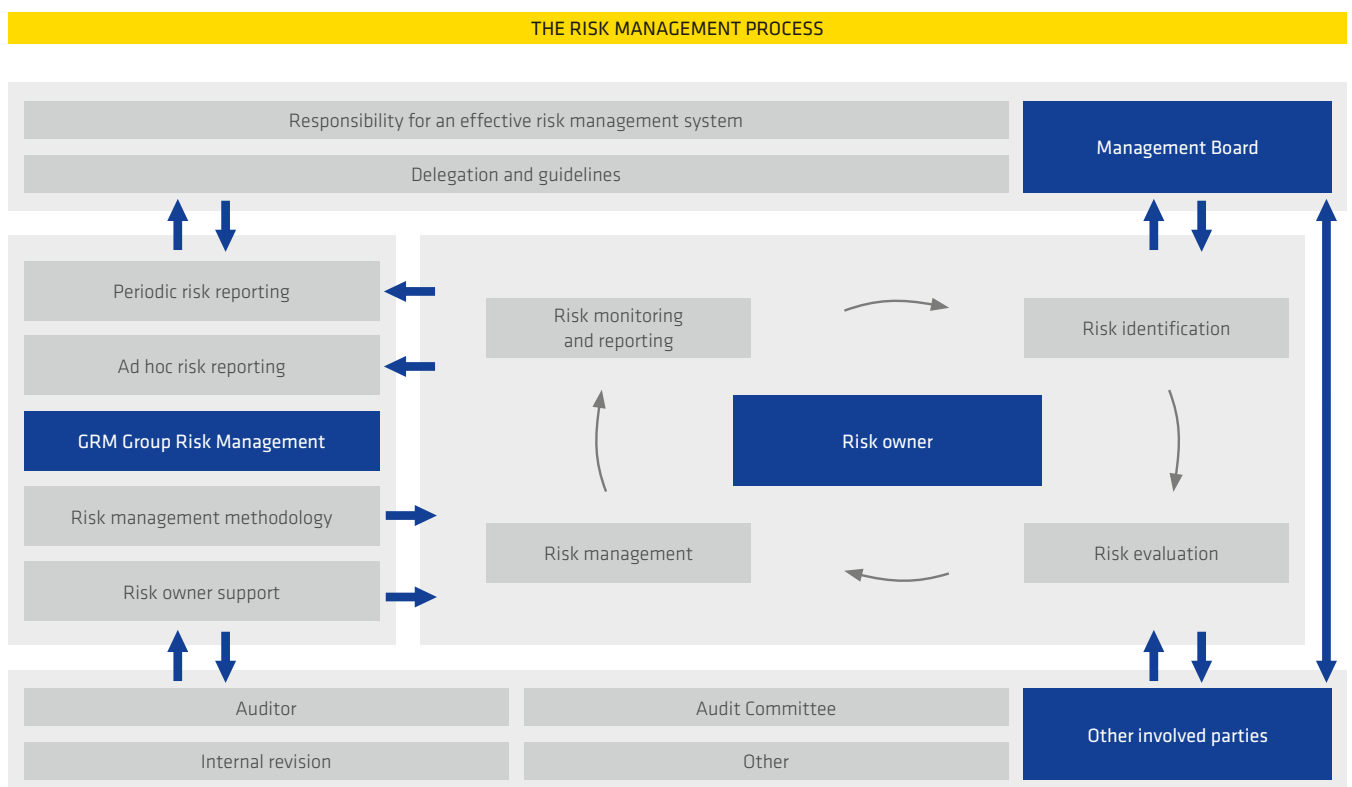 THE RISK MANAGEMENT PROCESS
Responsibility for an effective risk management system
Delegation and guidelines
Management Board
Periodic risk reporting
Ad hoc risk reporting
GRM Group Risk Management
Risk management methodology
Risk owner support
Risk monitoring
and reporting
Risk identification
Risk owner
Risk management
Risk evaluation
Auditor
Audit Committee
Internal revision
Other
Other involved parties